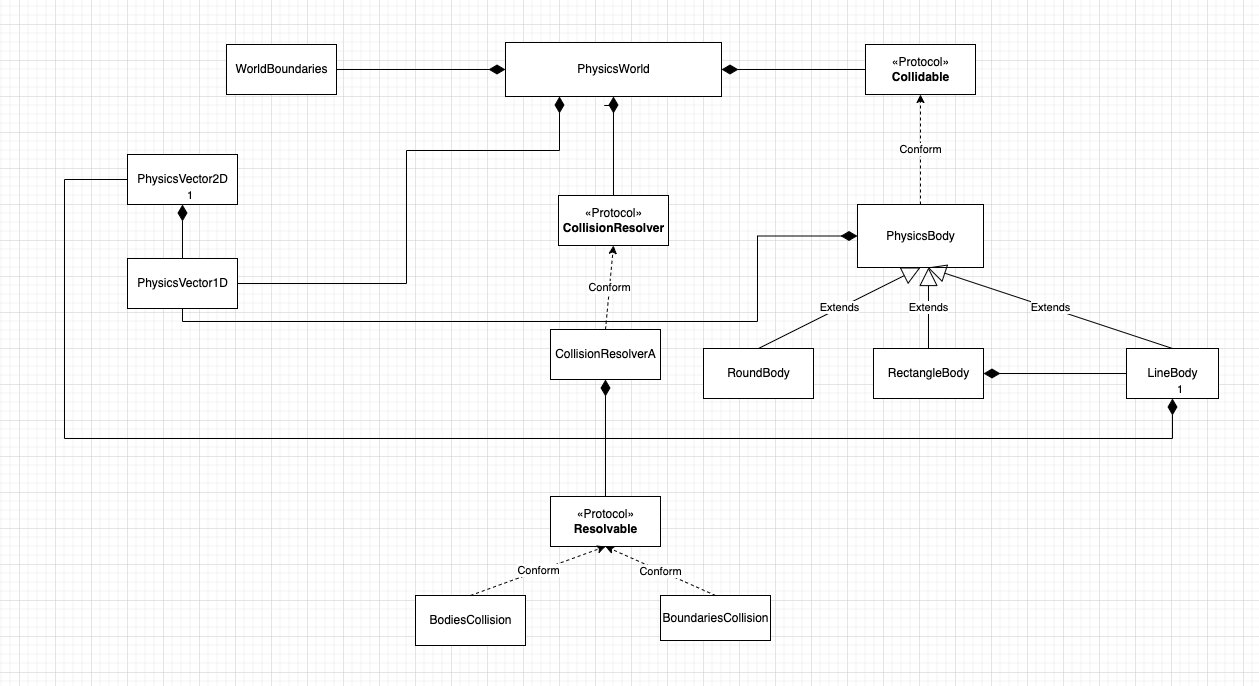 WorldBoundaries
PhysicsWorld
«Protocol»
Collidable
Conform
PhysicsVector2D
1
«Protocol»
CollisionResolver
PhysicsBody
PhysicsVector1D
Conform
Extends
Extends
Extends
CollisionResolverA
RoundBody
RectangleBody
LineBody
1
«Protocol»
Resolvable
Conform
Conform
BodiesCollision
BoundariesCollision